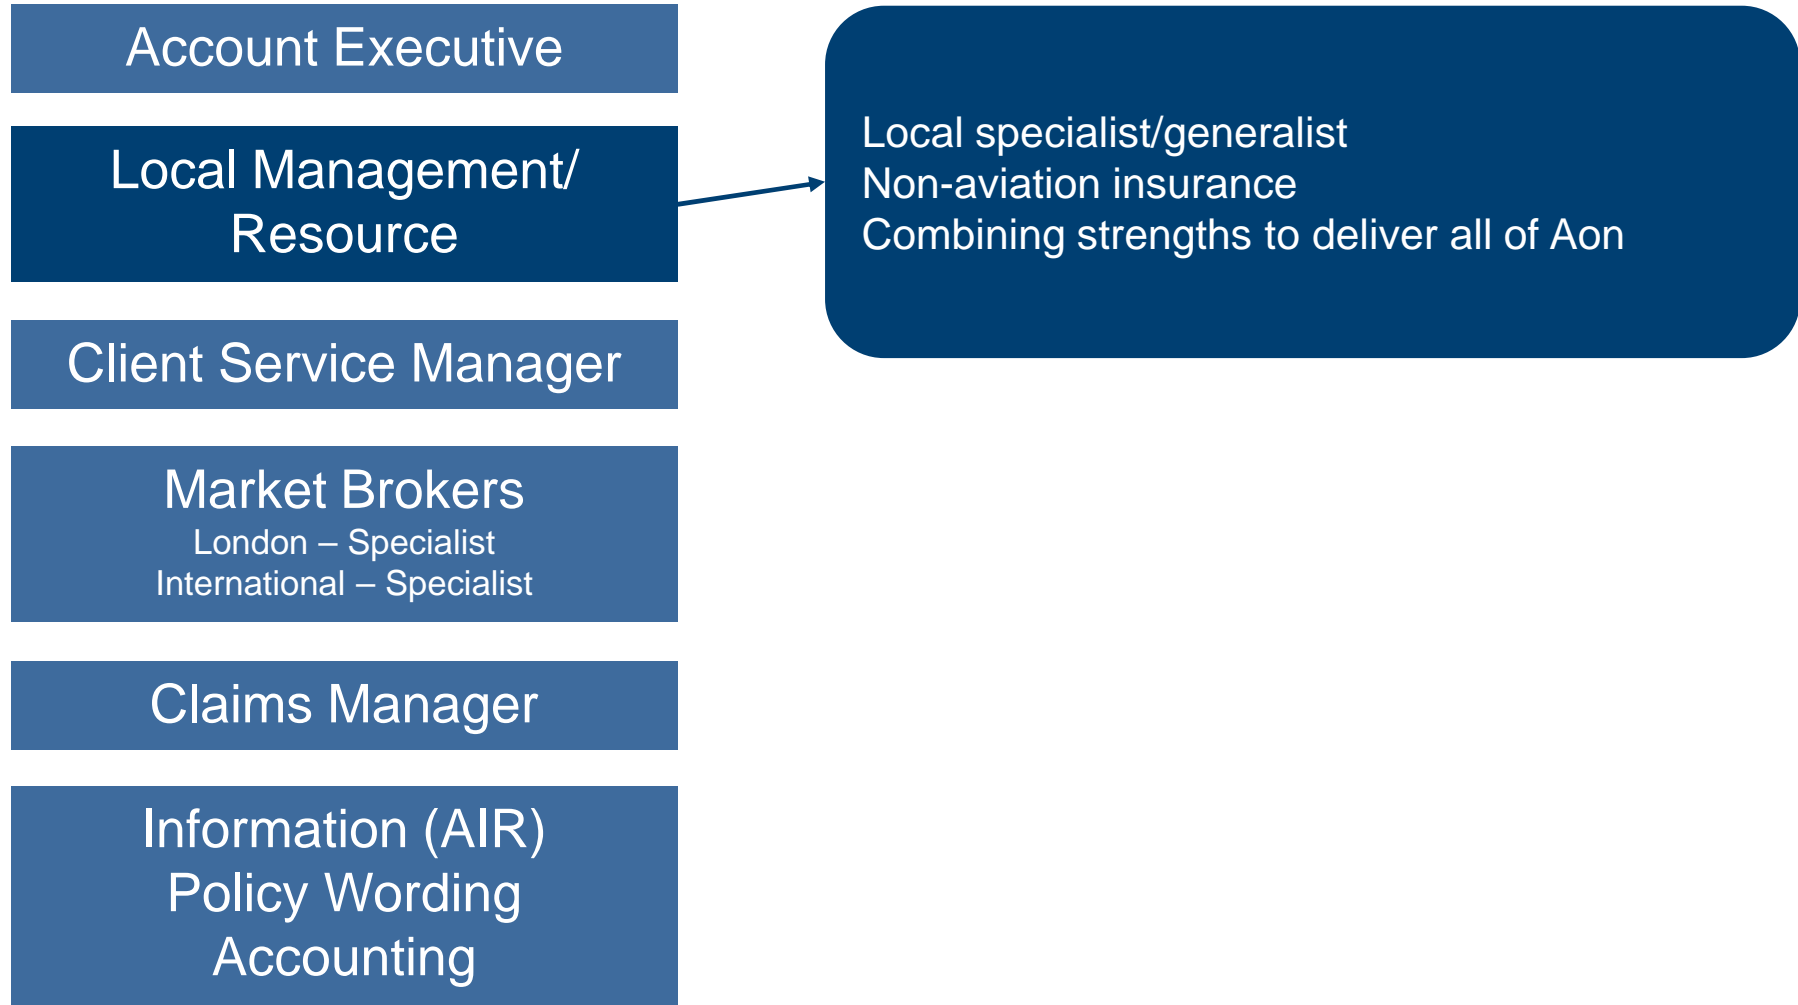 Account Executive
Local Management/
Resource
Local specialist/generalist
Non-aviation insurance
Combining strengths to deliver all of Aon
Client Service Manager
Market Brokers
London – Specialist
International – Specialist
Claims Manager
Information (AIR)
Policy Wording
Accounting